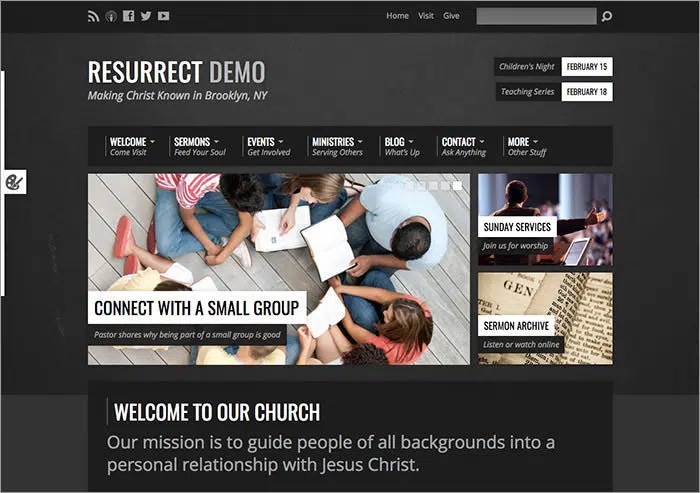 Home Visit Give
RESURRECT DEMO
Making Christ Known in Brooklyn, NY
Children's Night FEBRUARY 15
Teaching Series FEBRUARY 18
WELCOME SERMONS EVENTS MINISTRIES BLOG CONTACT MORE
Come Visit Feed Your Soul Get Involved Serving Others What's Up Ask Anything Other Stuff
SUNDAY SERVICES
Join us for worship
CONNECT WITH A SMALL GROUP
Pastor shares why being part of a small group is good
GEN
SERMON ARCHIVE
Listen or watch online
WELCOME TO OUR CHURCH
Our mission is to guide people of all backgrounds into a
personal relationship with Jesus Christ.